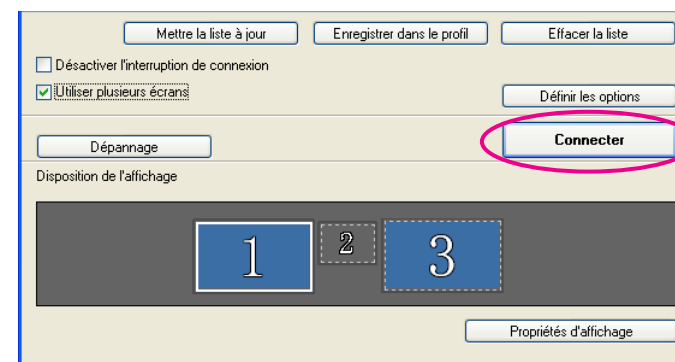 Mettre la liste à jour Enregistrer dans le profil Effacer la liste
Désactiver l'interruption de connexion
Utiliser plusieurs écrans
Définir les options
Dépannage Connecter
Disposition de l'affichage
1 2 3
Propriétés d'affichage